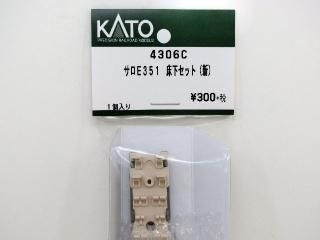 KATO
PRECISION RAILROAD MODELS
4306C
サロE351 床下セット(新)
¥300+税
1個入り